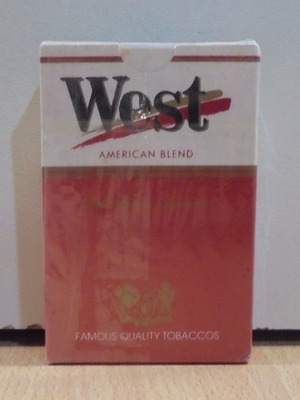 West
AMERICAN BLEND
FAMOUS QUALITY TOBACCOS